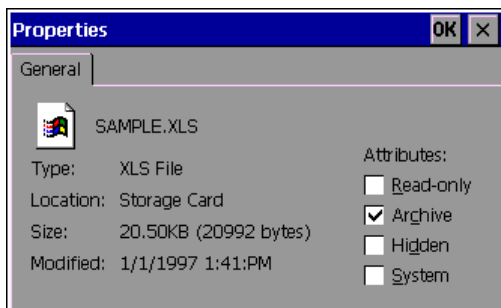 Properties OK ×
General
SAMPLE.XLS
Type: XLS File
Location: Storage Card
Size: 20.50KB (20992 bytes)
Modified: 1/1/1997 1:41:PM
Attributes:
Read-only
Archive
Hidden
System